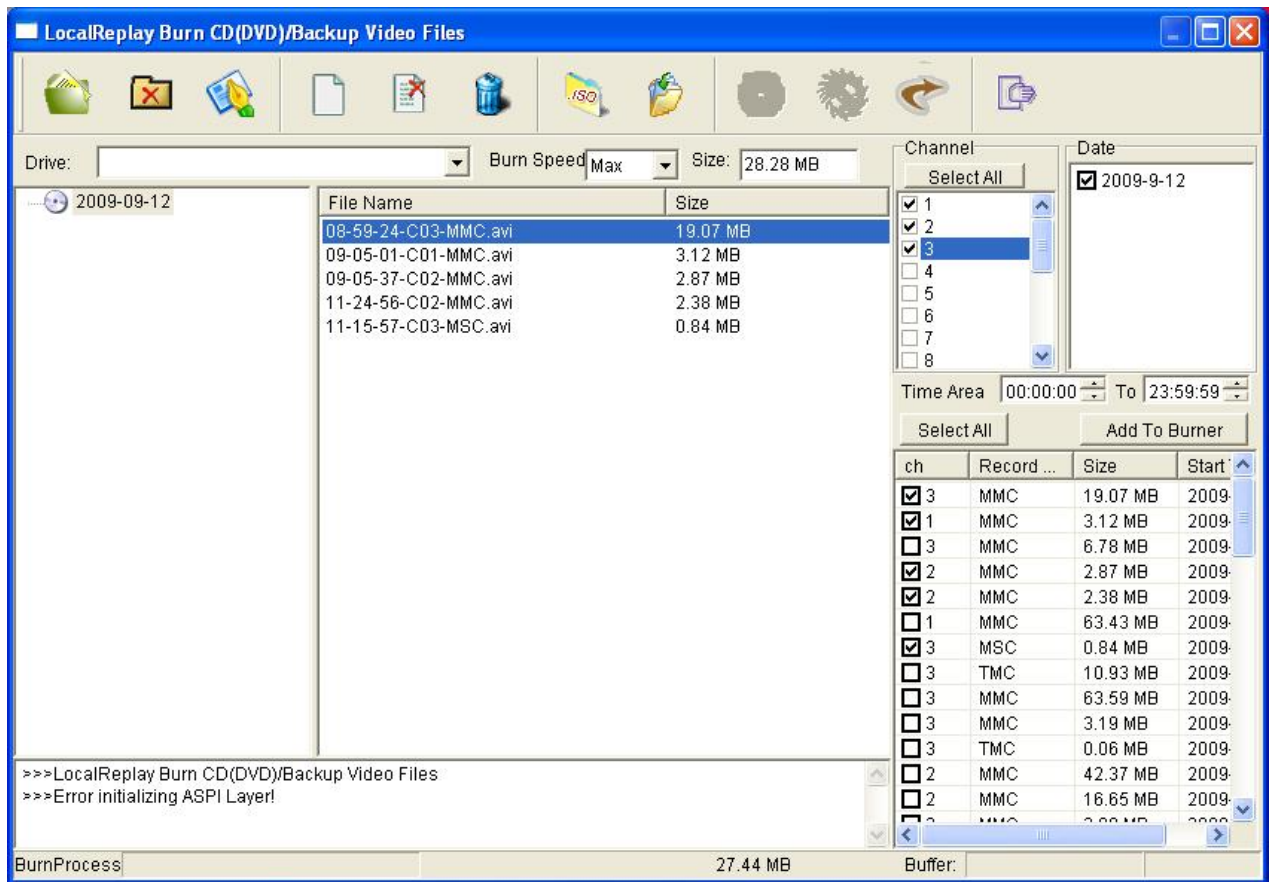 LocalReplay Burn CD(DVD)/Backup Video Files
.ISO
Drive: Burn Speed Max Size: 28.28 MB
Channel
Select All
1
2
3
4
5
6
7
8
Date
2009-9-12
2009-09-12
File Name Size
08-59-24-C03-MMC.avi 19.07 MB
09-05-01-C01-MMC.avi 3.12 MB
09-05-37-C02-MMC.avi 2.87 MB
11-24-56-C02-MMC.avi 2.38 MB
11-15-57-C03-MSC.avi 0.84 MB
Time Area 00:00:00 To 23:59:59
Select All Add To Burner
ch Record ... Size Start
3 MMC 19.07 MB 2009-
1 MMC 3.12 MB 2009-
3 MMC 6.78 MB 2009-
2 MMC 2.87 MB 2009-
2 MMC 2.38 MB 2009-
1 MMC 63.43 MB 2009-
3 MSC 0.84 MB 2009-
3 TMC 10.93 MB 2009-
3 MMC 63.59 MB 2009-
3 MMC 3.19 MB 2009-
3 TMC 0.06 MB 2009-
2 MMC 42.37 MB 2009-
2 MMC 16.65 MB 2009-
>>>LocalReplay Burn CD(DVD)/Backup Video Files
>>>Error initializing ASPI Layer!
BurnProcess 27.44 MB Buffer: